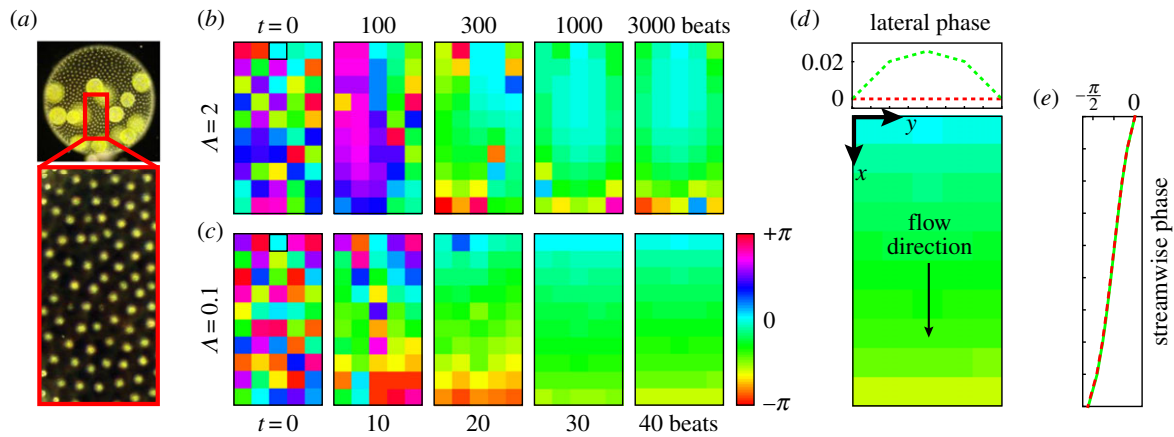 (a)
(b)
t = 0
100
300
1000
3000 beats
Λ = 2
(c)
Λ = 0.1
t = 0
10
20
30
40 beats
+π
0
−π
(d)
lateral phase
0.02
0
y
x
flow
direction
(e)
−π/2
0
streamwise phase